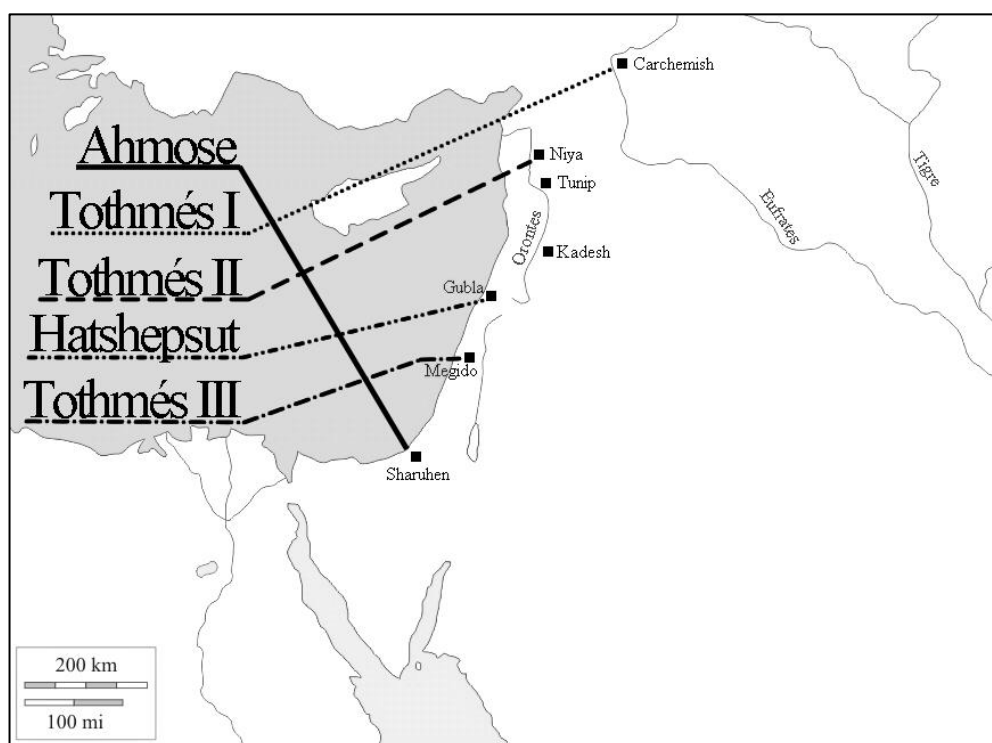 Carchemish
Ahmose
Niya
Tunip
Tigre
Tothmés I
Eufrates
Orontes
Kadesh
Tothmés II
Gubla
Hatshepsut
Megido
Tothmés III
Sharuhen
200 km
100 mi